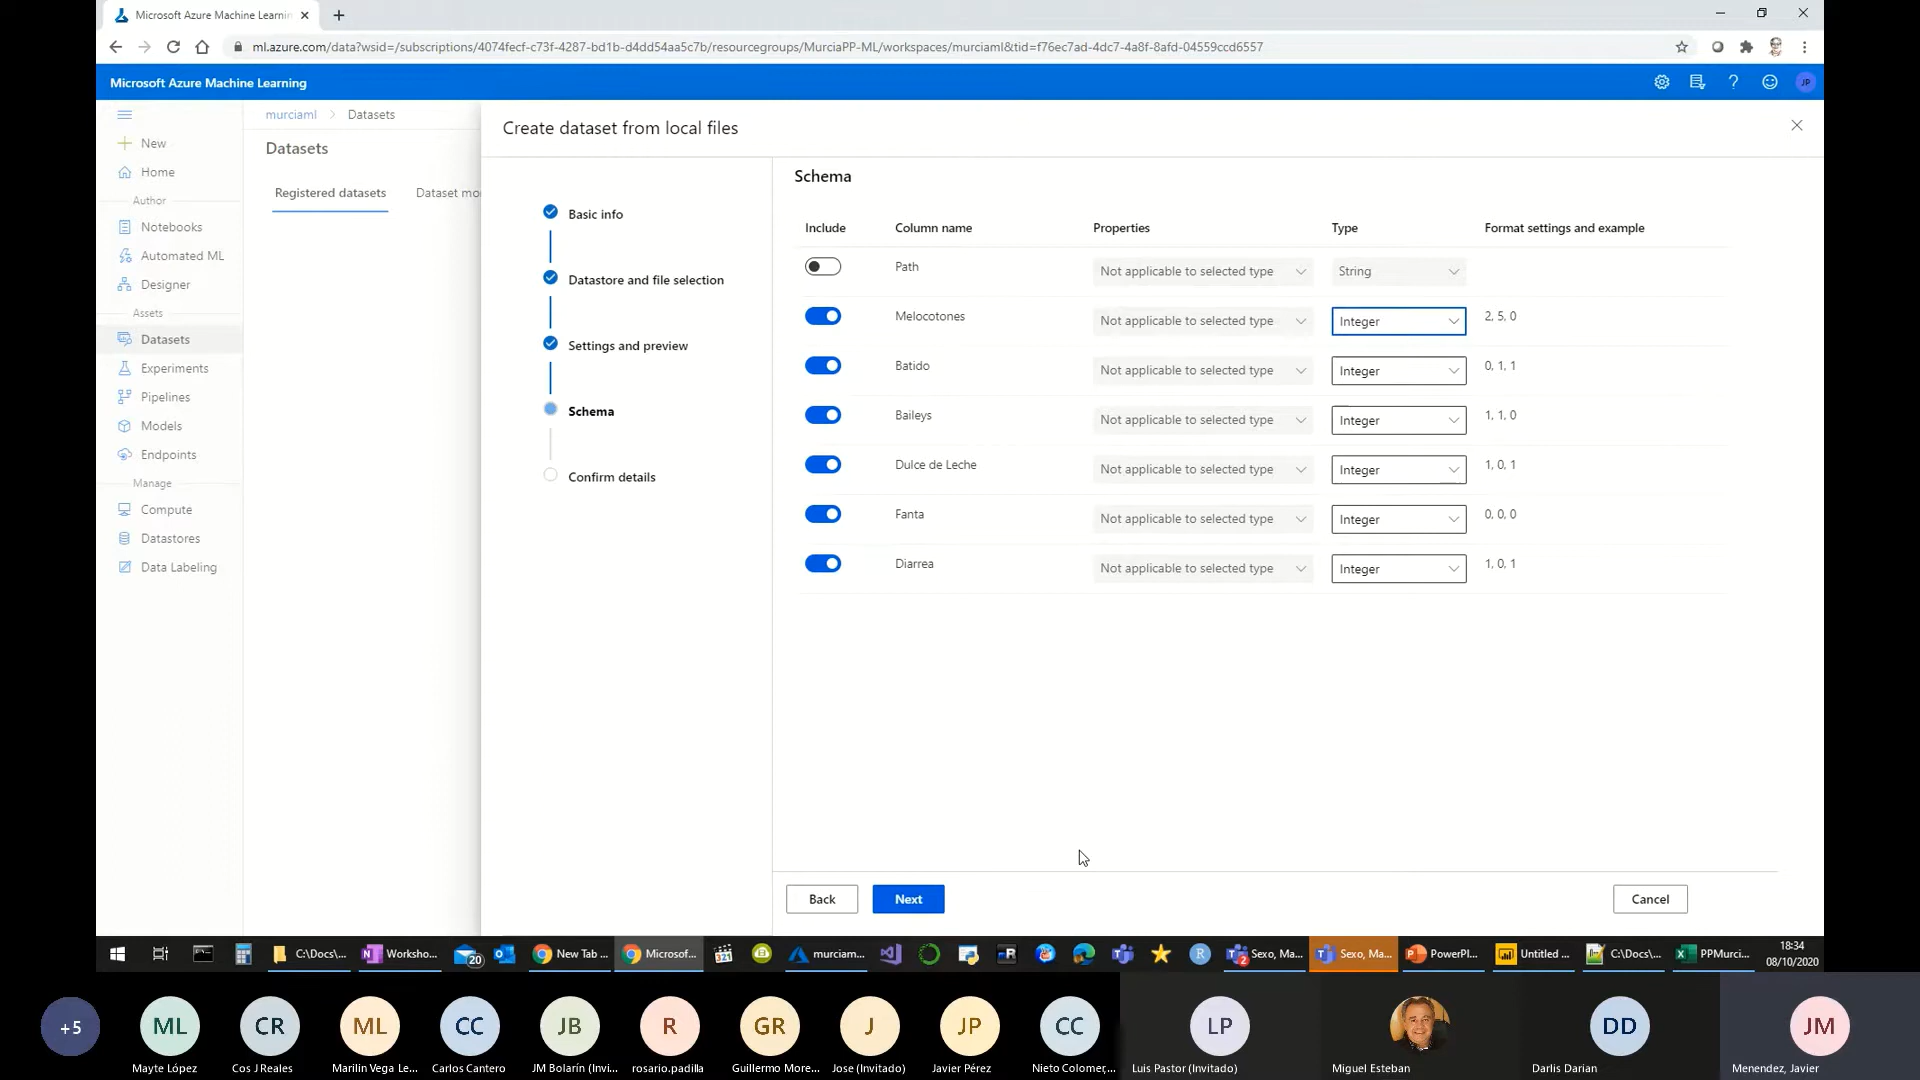 Microsoft Azure Machine Learnin
ml.azure.com/data?wsid=/subscriptions/4074fecf-c73f-4287-bd1b-d4dd54aa5c7b/resourcegroups/MurciaPP-ML/workspaces/murciaml&tid=f76ec7ad-4dc7-4a8f-8afd-04559ccd6557
Microsoft Azure Machine Learning
JP
New
Home
Author
Notebooks
Automated ML
Designer
Assets
Datasets
Experiments
Pipelines
Models
Endpoints
Manage
Compute
Datastores
Data Labeling
murciaml > Datasets
Datasets
Registered datasets Dataset mo
Create dataset from local files
Basic info
Datastore and file selection
Settings and preview
Schema
Confirm details
Schema
Include Column name Properties Type Format settings and example
Path Not applicable to selected type String
Melocotones Not applicable to selected type Integer 2, 5, 0
Batido Not applicable to selected type Integer 0, 1, 1
Baileys Not applicable to selected type Integer 1, 1, 0
Dulce de Leche Not applicable to selected type Integer 1, 0, 1
Fanta Not applicable to selected type Integer 0, 0, 0
Diarrea Not applicable to selected type Integer 1, 0, 1
Back Next Cancel
C:\Docs\... Worksho... 20 New Tab ... Microsof... 321 murciam... R 2 Sexo, Ma... Sexo, Ma... PowerPl... Untitled ... C:\Docs\... PPMurci...
18:34
08/10/2020
+5 ML CR ML CC JB R GR J JP CC LP DD JM
Mayte López Cos J Reales Marilin Vega Le... Carlos Cantero JM Bolarín (Invi... rosario.padilla Guillermo More... Jose (Invitado) Javier Pérez Nieto Colomer,... Luis Pastor (Invitado) Miguel Esteban Darlis Darian Menendez, Javier